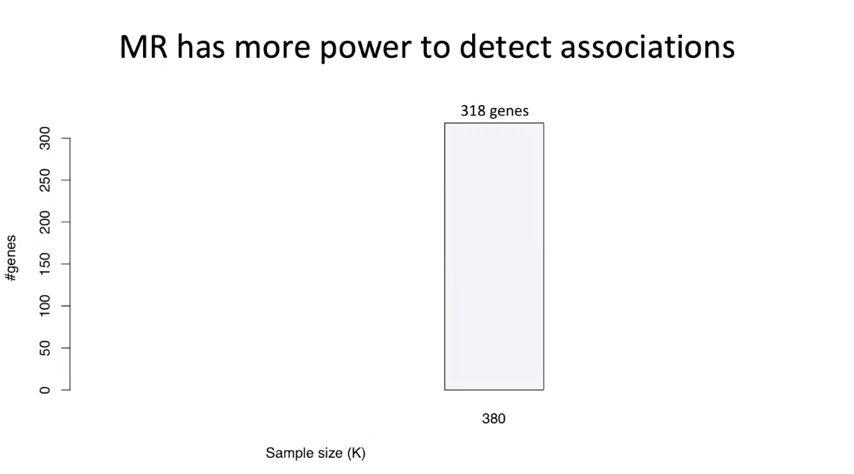 MR has more power to detect associations
318 genes
#genes
300
250
200
150
100
50
0
380
Sample size (K)